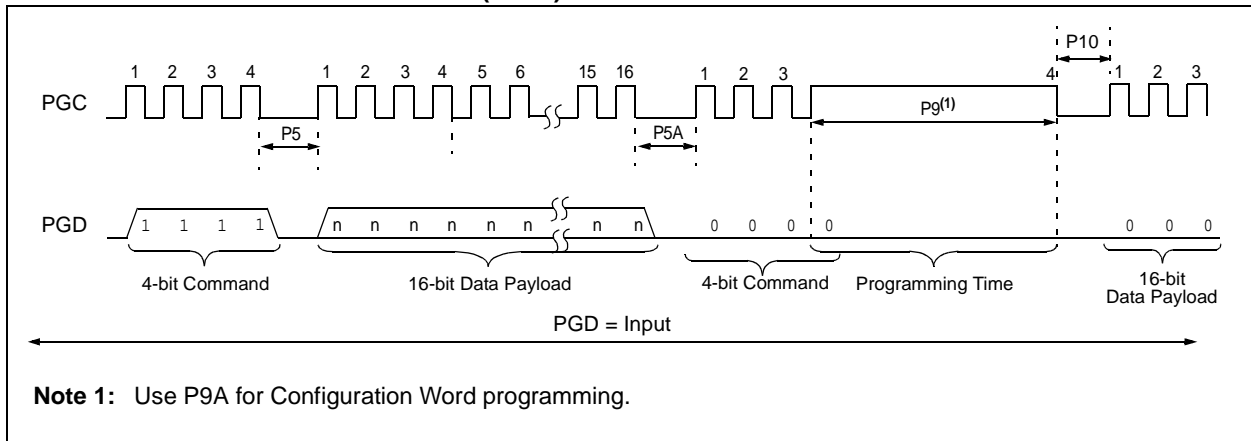 P10
1 2 3 4 1 2 3 4 5 6 15 16 1 2 3 4 1 2 3
PGC
P9(1)
P5 P5A
PGD 1 1 1 1 n n n n n n n n 0 0 0 0 0 0 0
4-bit Command 16-bit Data Payload 4-bit Command Programming Time 16-bit
Data Payload
PGD = Input
Note 1: Use P9A for Configuration Word programming.